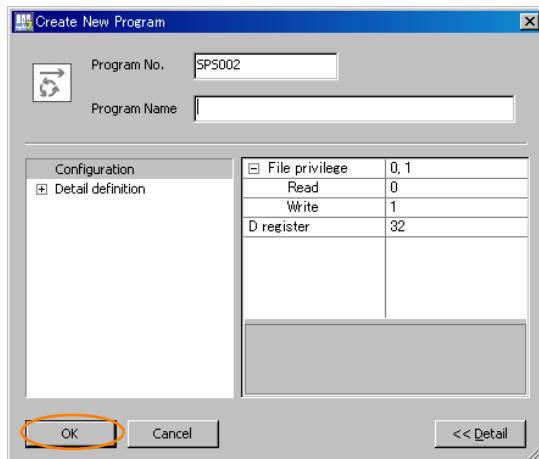 Create New Program
Program No. SPS002
Program Name
Configuration
Detail definition
File privilege 0, 1
Read 0
Write 1
D register 32
OK Cancel << Detail